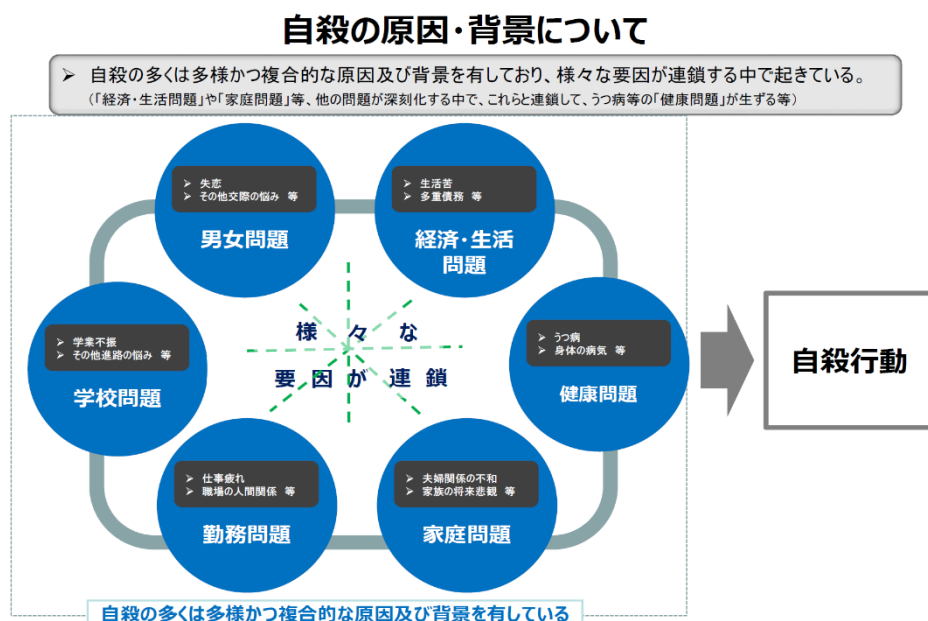 自殺の原因・背景について
➢ 自殺の多くは多様かつ複合的な原因及び背景を有しており、様々な要因が連鎖する中で起きている。
（「経済・生活問題」や「家庭問題」等、他の問題が深刻化する中で、これらと連鎖して、うつ病等の「健康問題」が生ずる等）
➢ 失恋
➢ その他交際の悩み 等
男女問題
➢ 生活苦
➢ 多重債務 等
経済・生活
問題
➢ 学業不振
➢ その他進路の悩み 等
学校問題
様々な
要因が連鎖
➢ うつ病
➢ 身体の病気 等
健康問題
自殺行動
➢ 仕事疲れ
➢ 職場の人間関係 等
勤務問題
➢ 夫婦関係の不和
➢ 家族の将来悲観 等
家庭問題
自殺の多くは多様かつ複合的な原因及び背景を有している